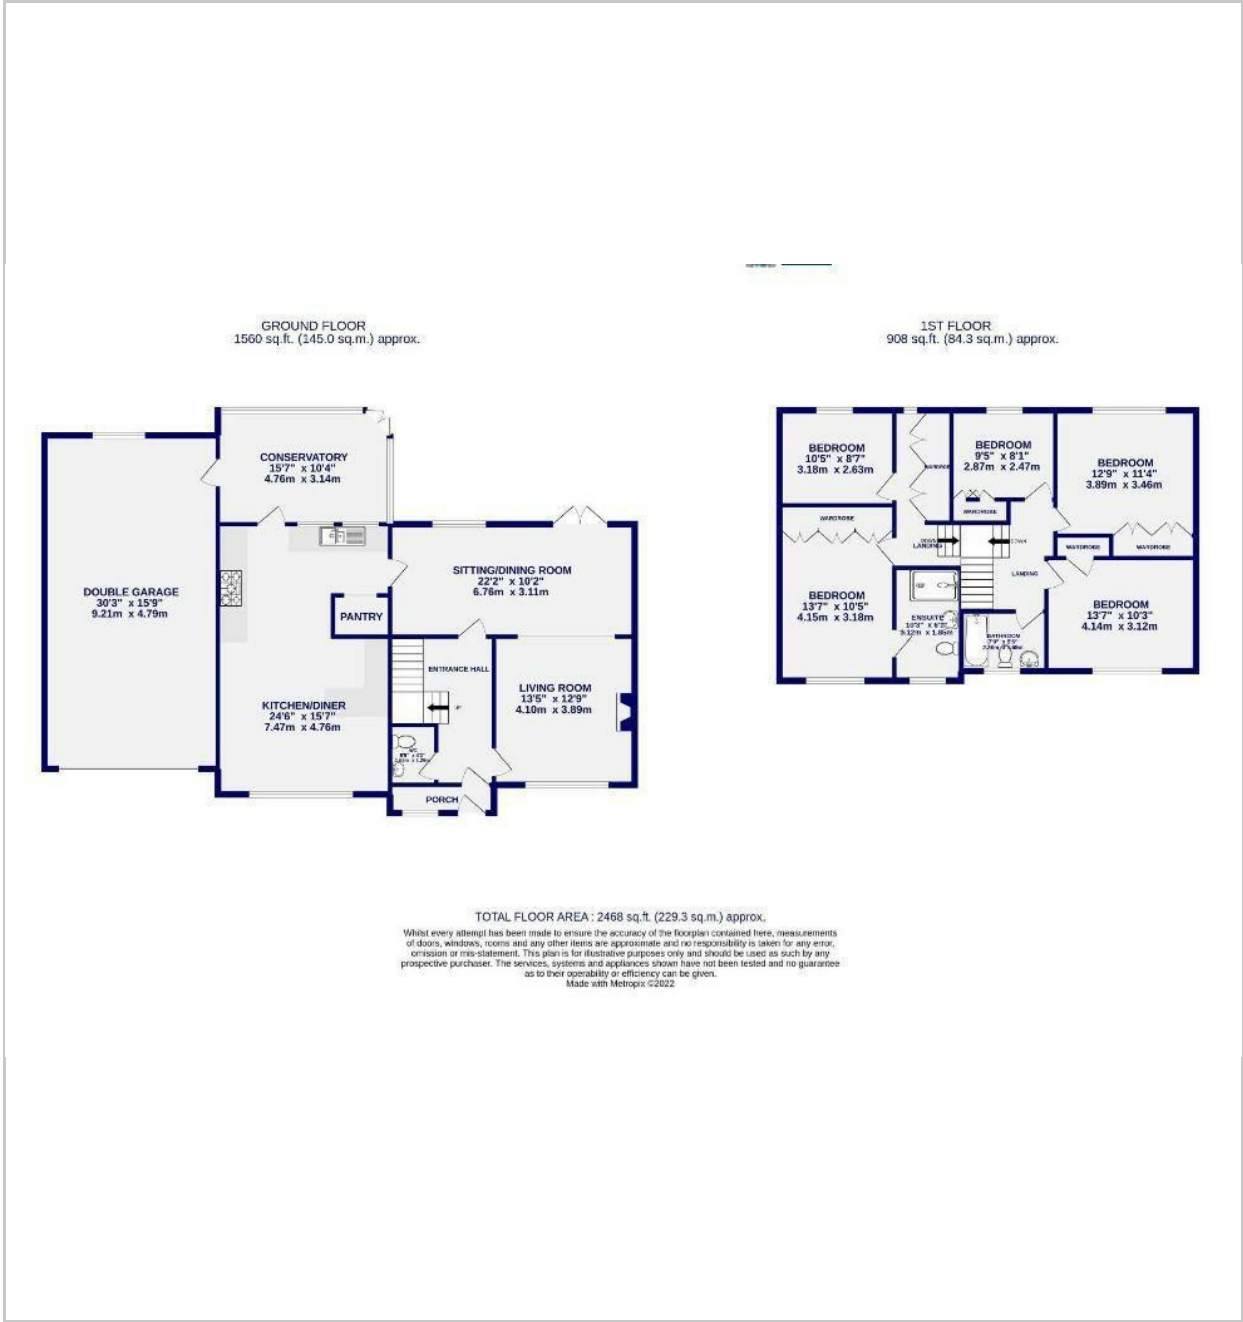 GROUND FLOOR
1560 sq.ft. (145.0 sq.m.) approx.
1ST FLOOR
908 sq.ft. (84.3 sq.m.) approx.
CONSERVATORY
15'7" x 10'4"
4.76m x 3.14m
DOUBLE GARAGE
30'3" x 15'9"
9.21m x 4.79m
SITTING/DINING ROOM
22'2" x 10'2"
6.76m x 3.11m
PANTRY
ENTRANCE HALL
KITCHEN/DINER
24'6" x 15'7"
7.47m x 4.76m
LIVING ROOM
13'5" x 12'9"
4.10m x 3.89m
UP
WC
PORCH
BEDROOM
10'5" x 8'7"
3.18m x 2.63m
WARDROBE
BEDROOM
9'5" x 8'1"
2.87m x 2.47m
BEDROOM
12'9" x 11'4"
3.89m x 3.46m
WARDROBE
WARDROBE
DOWN
LANDING
DOWN
WARDROBE
WARDROBE
LANDING
BEDROOM
13'7" x 10'5"
4.15m x 3.18m
ENSUITE
BATHROOM
BEDROOM
13'7" x 10'3"
4.14m x 3.12m
TOTAL FLOOR AREA : 2468 sq.ft. (229.3 sq.m.) approx.
Whilst every attempt has been made to ensure the accuracy of the floorplan contained here, measurements
of doors, windows, rooms and any other items are approximate and no responsibility is taken for any error,
omission or mis-statement. This plan is for illustrative purposes only and should be used as such by any
prospective purchaser. The services, systems and appliances shown have not been tested and no guarantee
as to their operability or efficiency can be given.
Made with Metropix ©2022